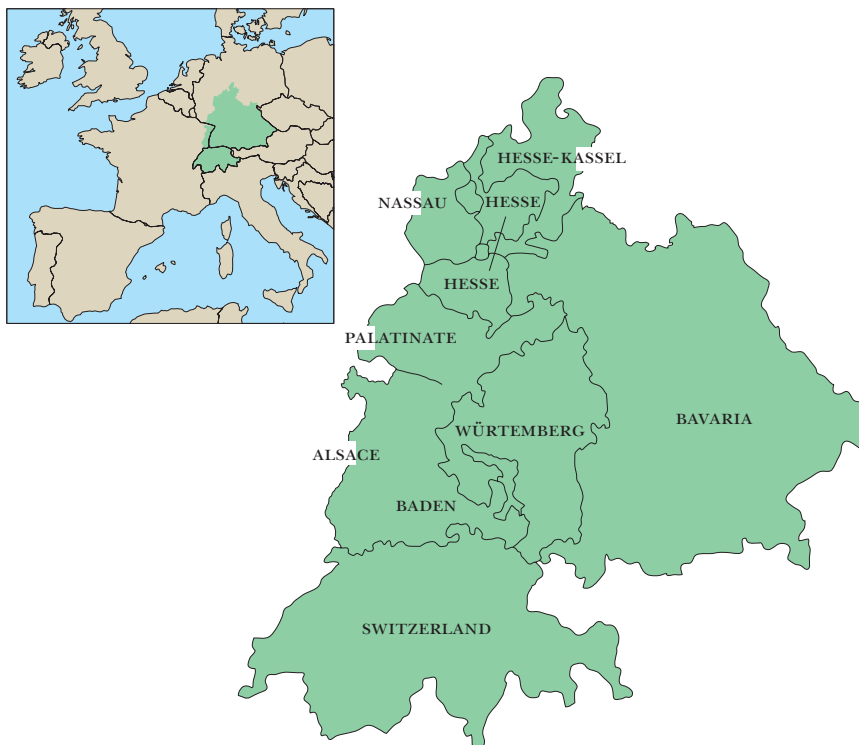 HESSE-KASSEL
NASSAU
HESSE
HESSE
PALATINATE
BAVARIA
WÜRTEMBERG
ALSACE
BADEN
SWITZERLAND